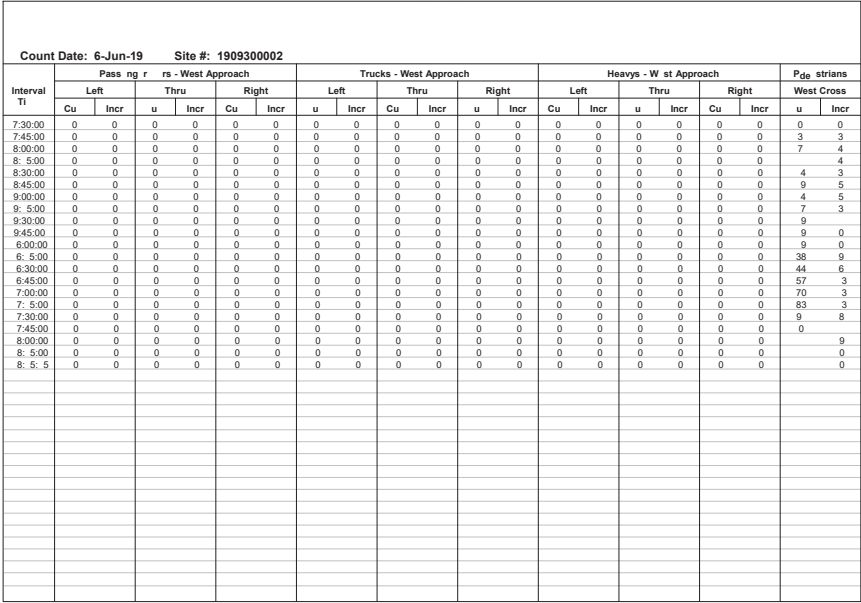 Count Date: 6-Jun-19 Site #: 1909300002
Pass ng r rs - West Approach Trucks - West Approach Heavys - W st Approach Pde strians
Interval Left Thru Right Left Thru Right Left Thru Right West Cross
Ti Cu Incr u Incr Cu Incr u Incr Cu Incr u Incr Cu Incr u Incr Cu Incr u Incr
7:30:00 0 0 0 0 0 0 0 0 0 0 0 0 0 0 0 0 0 0 0 0
7:45:00 0 0 0 0 0 0 0 0 0 0 0 0 0 0 0 0 0 0 3 3
8:00:00 0 0 0 0 0 0 0 0 0 0 0 0 0 0 0 0 0 0 7 4
8: 5:00 0 0 0 0 0 0 0 0 0 0 0 0 0 0 0 0 0 0 4
8:30:00 0 0 0 0 0 0 0 0 0 0 0 0 0 0 0 0 0 0 4 3
8:45:00 0 0 0 0 0 0 0 0 0 0 0 0 0 0 0 0 0 0 9 5
9:00:00 0 0 0 0 0 0 0 0 0 0 0 0 0 0 0 0 0 0 4 5
9: 5:00 0 0 0 0 0 0 0 0 0 0 0 0 0 0 0 0 0 0 7 3
9:30:00 0 0 0 0 0 0 0 0 0 0 0 0 0 0 0 0 0 0 9
9:45:00 0 0 0 0 0 0 0 0 0 0 0 0 0 0 0 0 0 0 9 0
6:00:00 0 0 0 0 0 0 0 0 0 0 0 0 0 0 0 0 0 0 9 0
6: 5:00 0 0 0 0 0 0 0 0 0 0 0 0 0 0 0 0 0 0 38 9
6:30:00 0 0 0 0 0 0 0 0 0 0 0 0 0 0 0 0 0 0 44 6
6:45:00 0 0 0 0 0 0 0 0 0 0 0 0 0 0 0 0 0 0 57 3
7:00:00 0 0 0 0 0 0 0 0 0 0 0 0 0 0 0 0 0 0 70 3
7: 5:00 0 0 0 0 0 0 0 0 0 0 0 0 0 0 0 0 0 0 83 3
7:30:00 0 0 0 0 0 0 0 0 0 0 0 0 0 0 0 0 0 0 9 8
7:45:00 0 0 0 0 0 0 0 0 0 0 0 0 0 0 0 0 0 0 0
8:00:00 0 0 0 0 0 0 0 0 0 0 0 0 0 0 0 0 0 0 9
8: 5:00 0 0 0 0 0 0 0 0 0 0 0 0 0 0 0 0 0 0 0
8: 5: 5 0 0 0 0 0 0 0 0 0 0 0 0 0 0 0 0 0 0 0